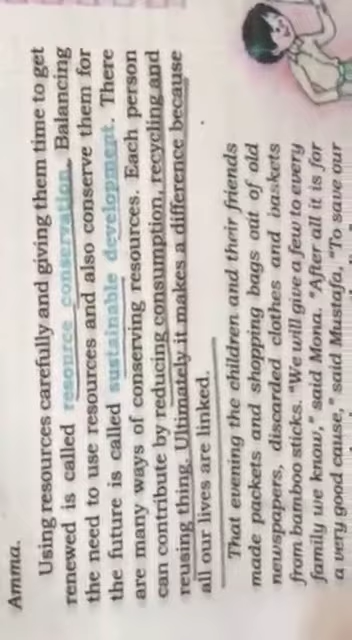 Amma.
Using resources carefully and giving them time to get
renewed is called resource conservation. Balancing
the need to use resources and also conserve them for
the future is called sustainable development. There
are many ways of conserving resources. Each person
can contribute by reducing consumption, recycling and
reusing thing. Ultimately it makes a difference because
all our lives are linked.
That evening the children and their friends
made packets and shopping bags out of old
newspapers, discarded clothes and baskets
from bamboo sticks. "We will give a few to every
family we know," said Mona. "After all it is for
a very good cause," said Mustafa, "To save our